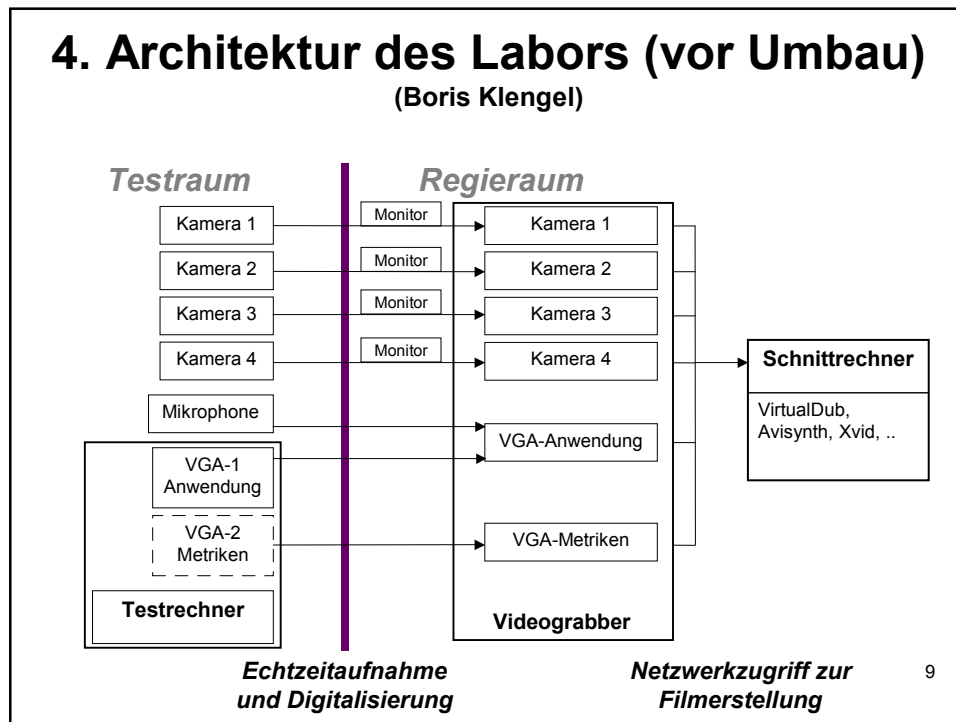 4. Architektur des Labors (vor Umbau)
(Boris Klengel)
Testraum
Regieraum
Kamera 1
Monitor
Kamera 1
Kamera 2
Monitor
Kamera 2
Kamera 3
Monitor
Kamera 3
Kamera 4
Monitor
Kamera 4
Schnittrechner
VirtualDub,
Avisynth, Xvid, ..
Mikrophone
VGA-Anwendung
VGA-1
Anwendung
VGA-2
Metriken
VGA-Metriken
Testrechner
Videograbber
Echtzeitaufnahme
und Digitalisierung
Netzwerkzugriff zur
Filmerstellung
9